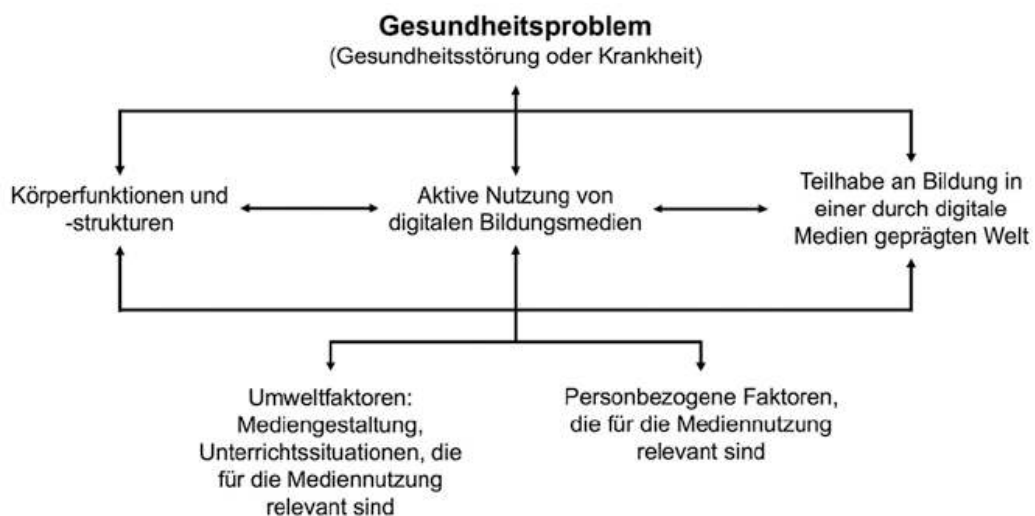 Gesundheitsproblem
(Gesundheitsstörung oder Krankheit)
Körperfunktionen und
-strukturen
Aktive Nutzung von
digitalen Bildungsmedien
Teilhabe an Bildung in
einer durch digitale
Medien geprägten Welt
Umweltfaktoren:
Mediengestaltung,
Unterrichtssituationen, die
für die Mediennutzung
relevant sind
Personbezogene Faktoren,
die für die Mediennutzung
relevant sind